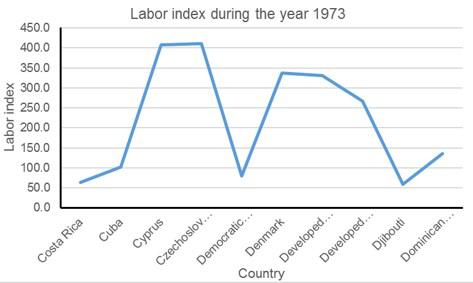 Labor index during the year 1973
450.0
400.0
350.0
300.0
250.0
200.0
150.0
100.0
50.0
0.0
Labor index
Costa Rica
Cuba
Cyprus
Czechoslov...
Democratic...
Denmark
Developed...
Developed...
Djibouti
Dominican...
Country